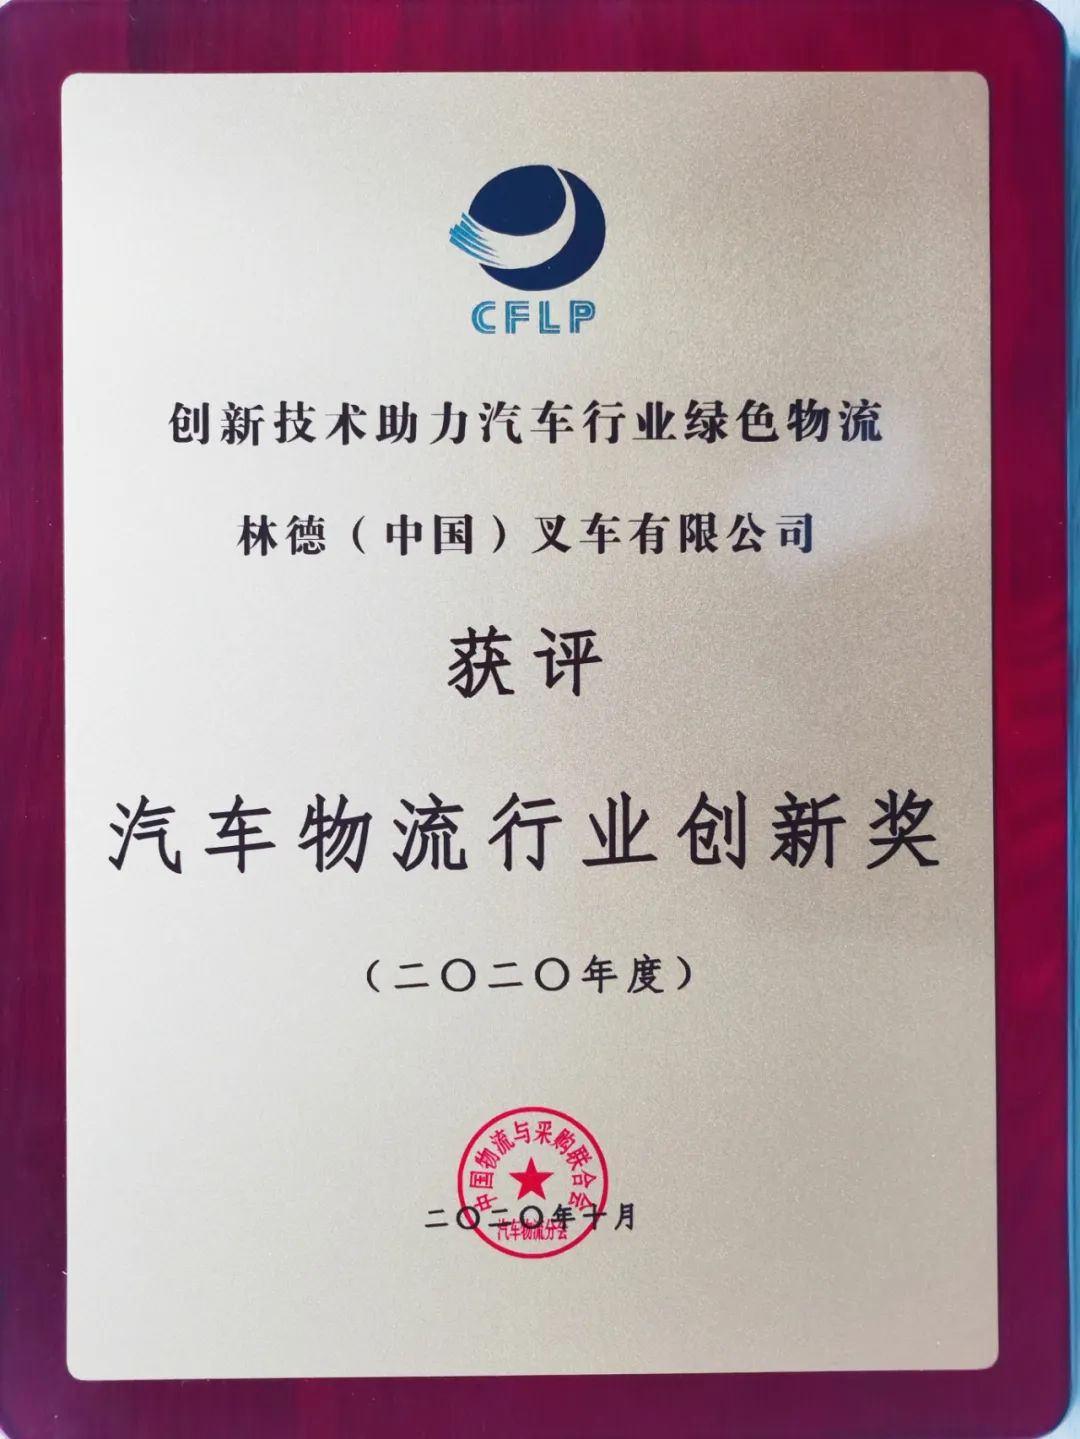 CFLP
创新技术助力汽车行业绿色物流
林德（中国）叉车有限公司
获评
汽车物流行业创新奖
（二〇二〇年度）
中国物流与采购联合会
二〇二〇年十月
汽车物流分会